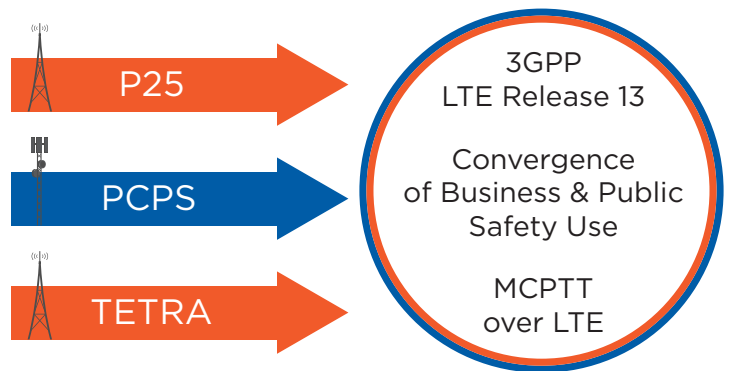 P25
PCPS
TETRA
3GPP
LTE Release 13
Convergence
of Business & Public
Safety Use
MCPTT
over LTE